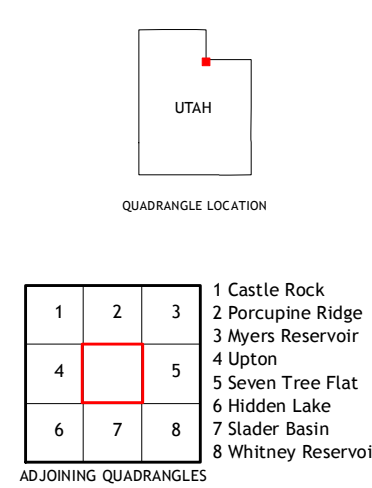 UTAH
QUADRANGLE LOCATION
1 2 3
4 5
6 7 8
1 Castle Rock
2 Porcupine Ridge
3 Myers Reservoir
4 Upton
5 Seven Tree Flat
6 Hidden Lake
7 Slader Basin
8 Whitney Reservoi
ADJOINING QUADRANGLES